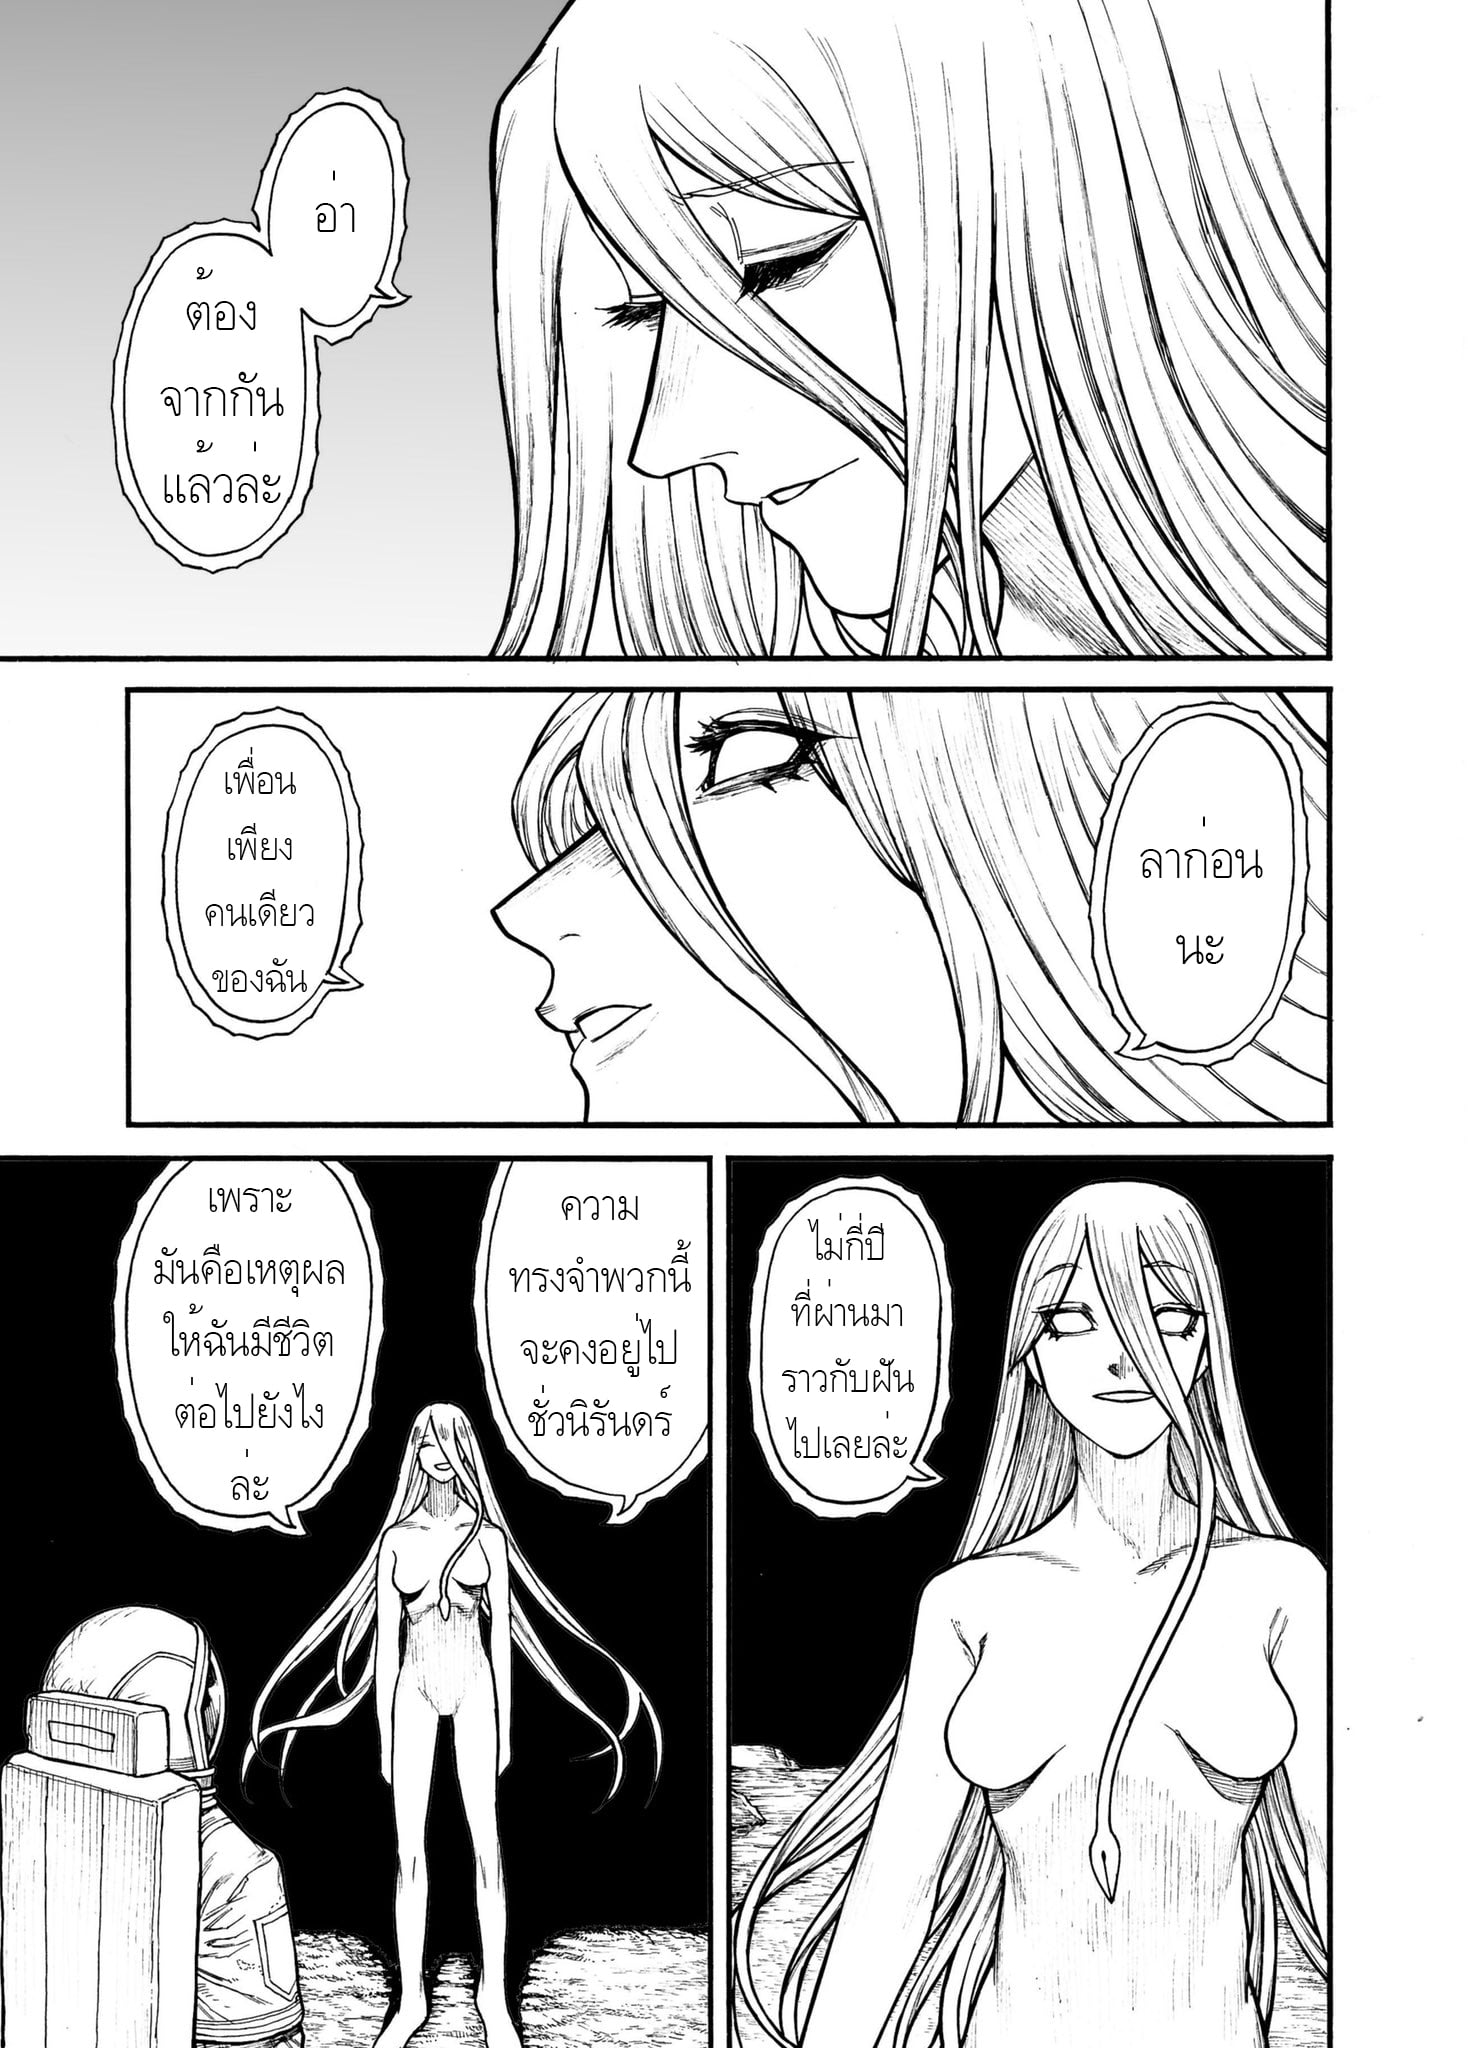 อ่า
ต้อง
จากกัน
แล้วล่ะ
ลาก่อน
นะ
เพื่อน
เพียง
คนเดียว
ของฉัน
ไม่กี่ปี
ที่ผ่านมา
ราวกับฝัน
ไปเลยล่ะ
ความ
ทรงจำพวกนี้
จะคงอยู่ไป
ชั่วนิรันดร์
เพราะ
มันคือเหตุผล
ให้ฉันมีชีวิต
ต่อไปยังไง
ล่ะ